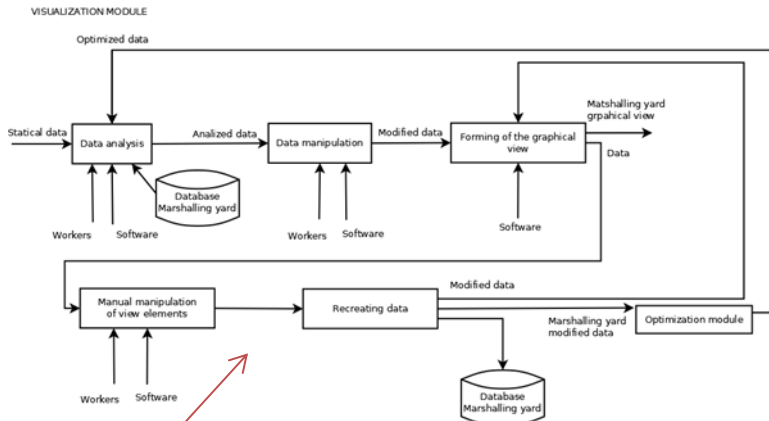 VISUALIZATION MODULE
Optimized data
Statical data
Data analysis
Analized data
Data manipulation
Modified data
Forming of the graphical
view
Matshalling yard
grpahical view
Data
Database
Marshalling yard
Workers
Software
Workers
Software
Software
Manual manipulation
of view elements
Recreating data
Modified data
Marshalling yard
modified data
Optimization module
Workers
Software
Database
Marshalling yard